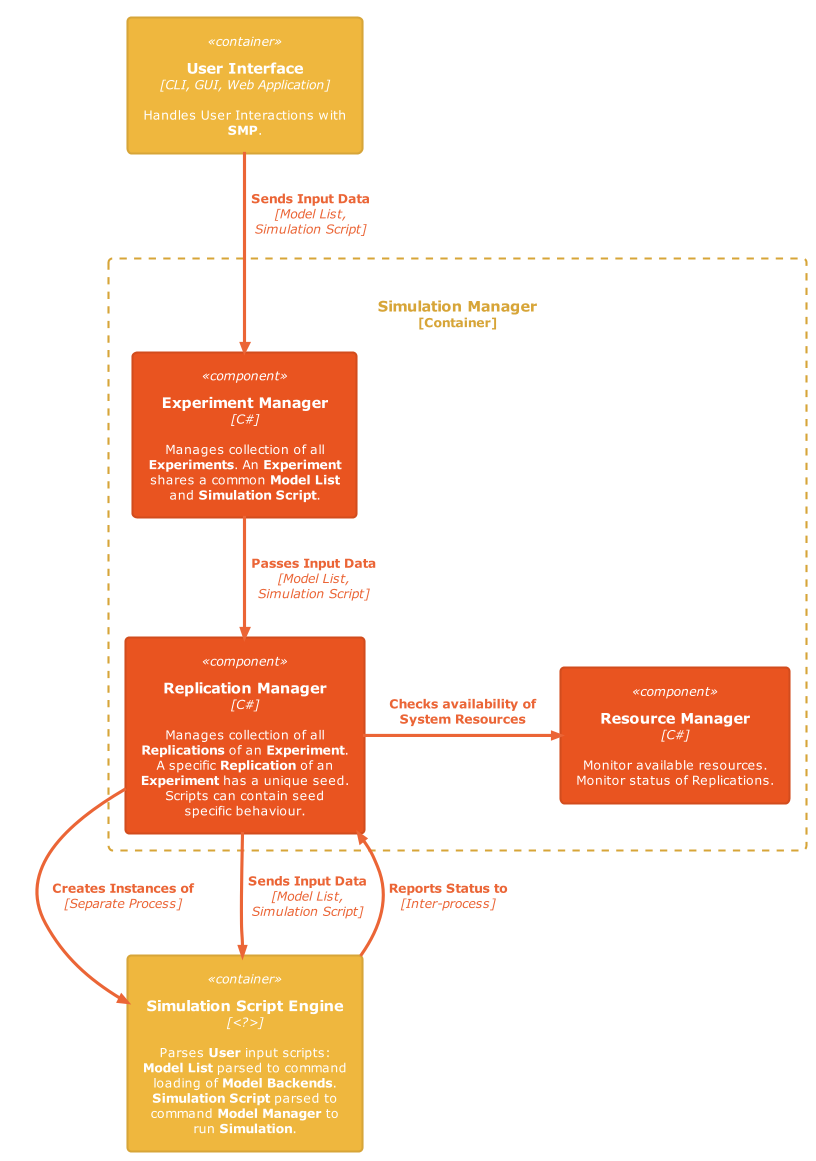 «container»
User Interface
[CLI, GUI, Web Application]
Handles User Interactions with
SMP.
Sends Input Data
[Model List,
Simulation Script]
Simulation Manager
[Container]
«component»
Experiment Manager
[C#]
Manages collection of all
Experiments. An Experiment
shares a common Model List
and Simulation Script.
Passes Input Data
[Model List,
Simulation Script]
«component»
Replication Manager
[C#]
Manages collection of all
Replications of an Experiment.
A specific Replication of an
Experiment has a unique seed.
Scripts can contain seed
specific behaviour.
Checks availability of
System Resources
«component»
Resource Manager
[C#]
Monitor available resources.
Monitor status of Replications.
Creates Instances of
[Separate Process]
Sends Input Data
[Model List,
Simulation Script]
Reports Status to
[Inter-process]
«container»
Simulation Script Engine
[<?>]
Parses User input scripts:
Model List parsed to command
loading of Model Backends.
Simulation Script parsed to
command Model Manager to
run Simulation.